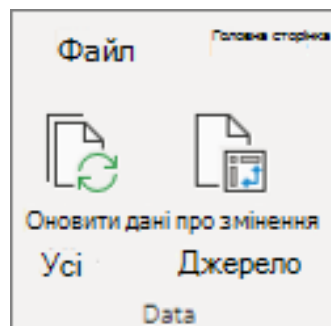 Файл Головна сторінка
Оновити дані про змінення
Усі Джерело
Data